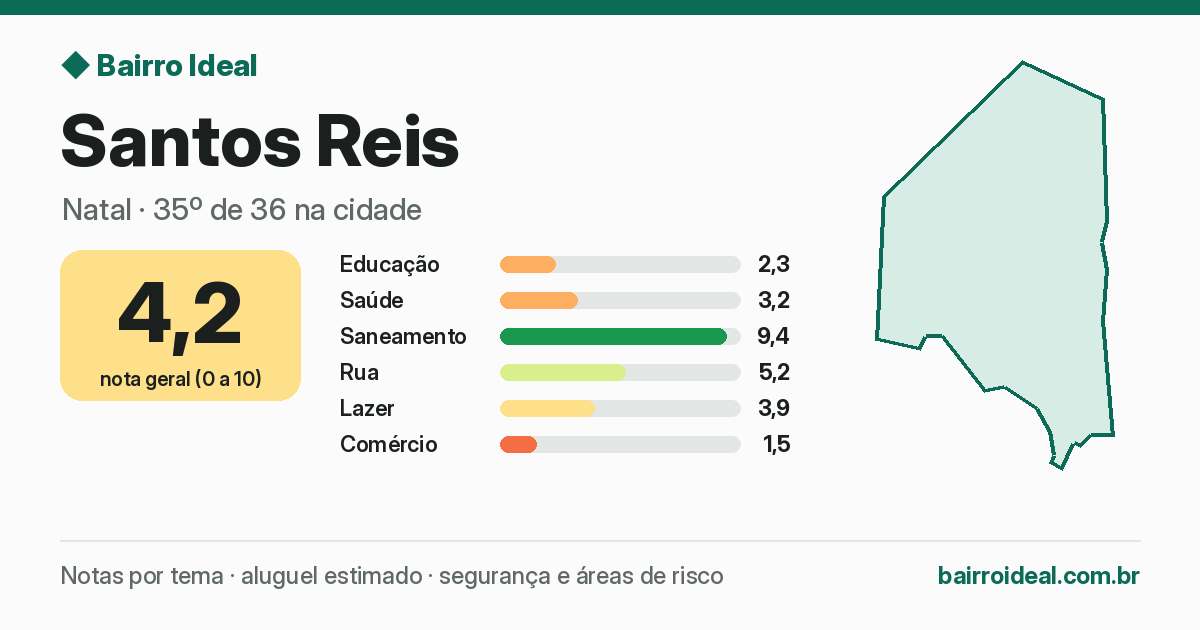 Bairro Ideal
Santos Reis
Natal · 35º de 36 na cidade
4,2
nota geral (0 a 10)
Educação 2,3
Saúde 3,2
Saneamento 9,4
Rua 5,2
Lazer 3,9
Comércio 1,5
Notas por tema · aluguel estimado · segurança e áreas de risco
bairroideal.com.br